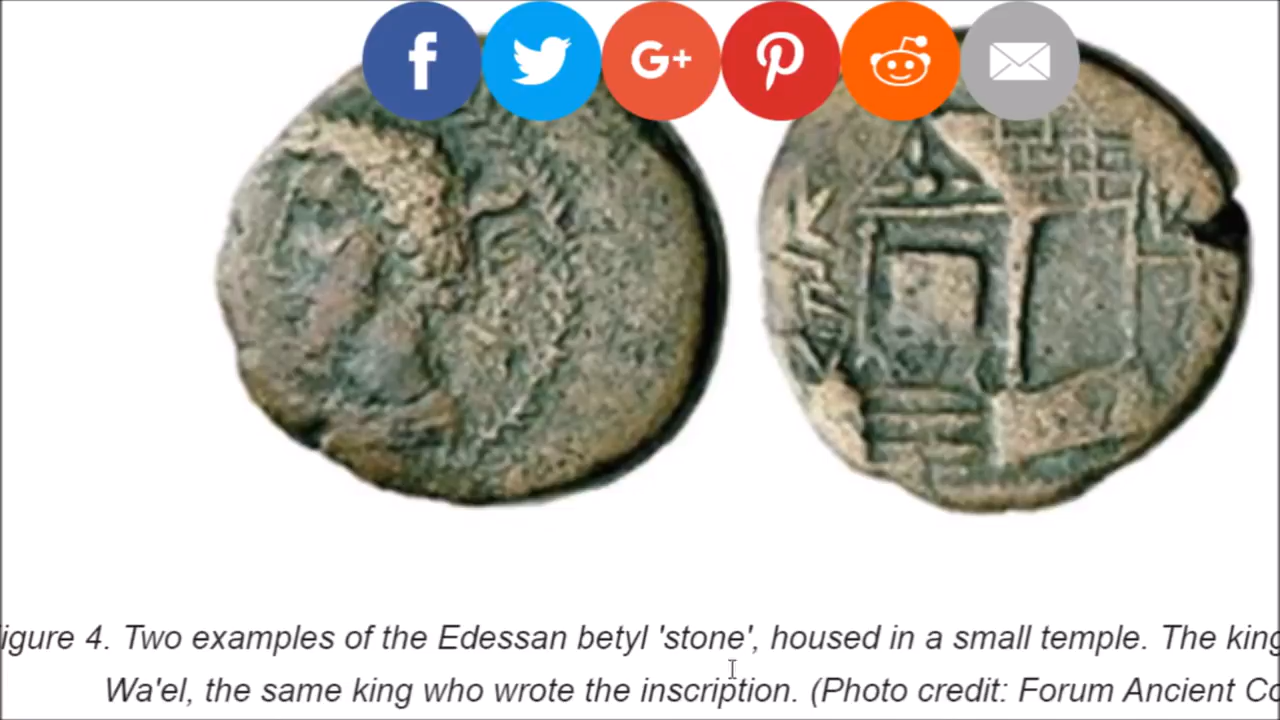 f G+
igure 4. Two examples of the Edessan betyl 'stone', housed in a small temple. The king
Wa'el, the same king who wrote the inscription. (Photo credit: Forum Ancient Co